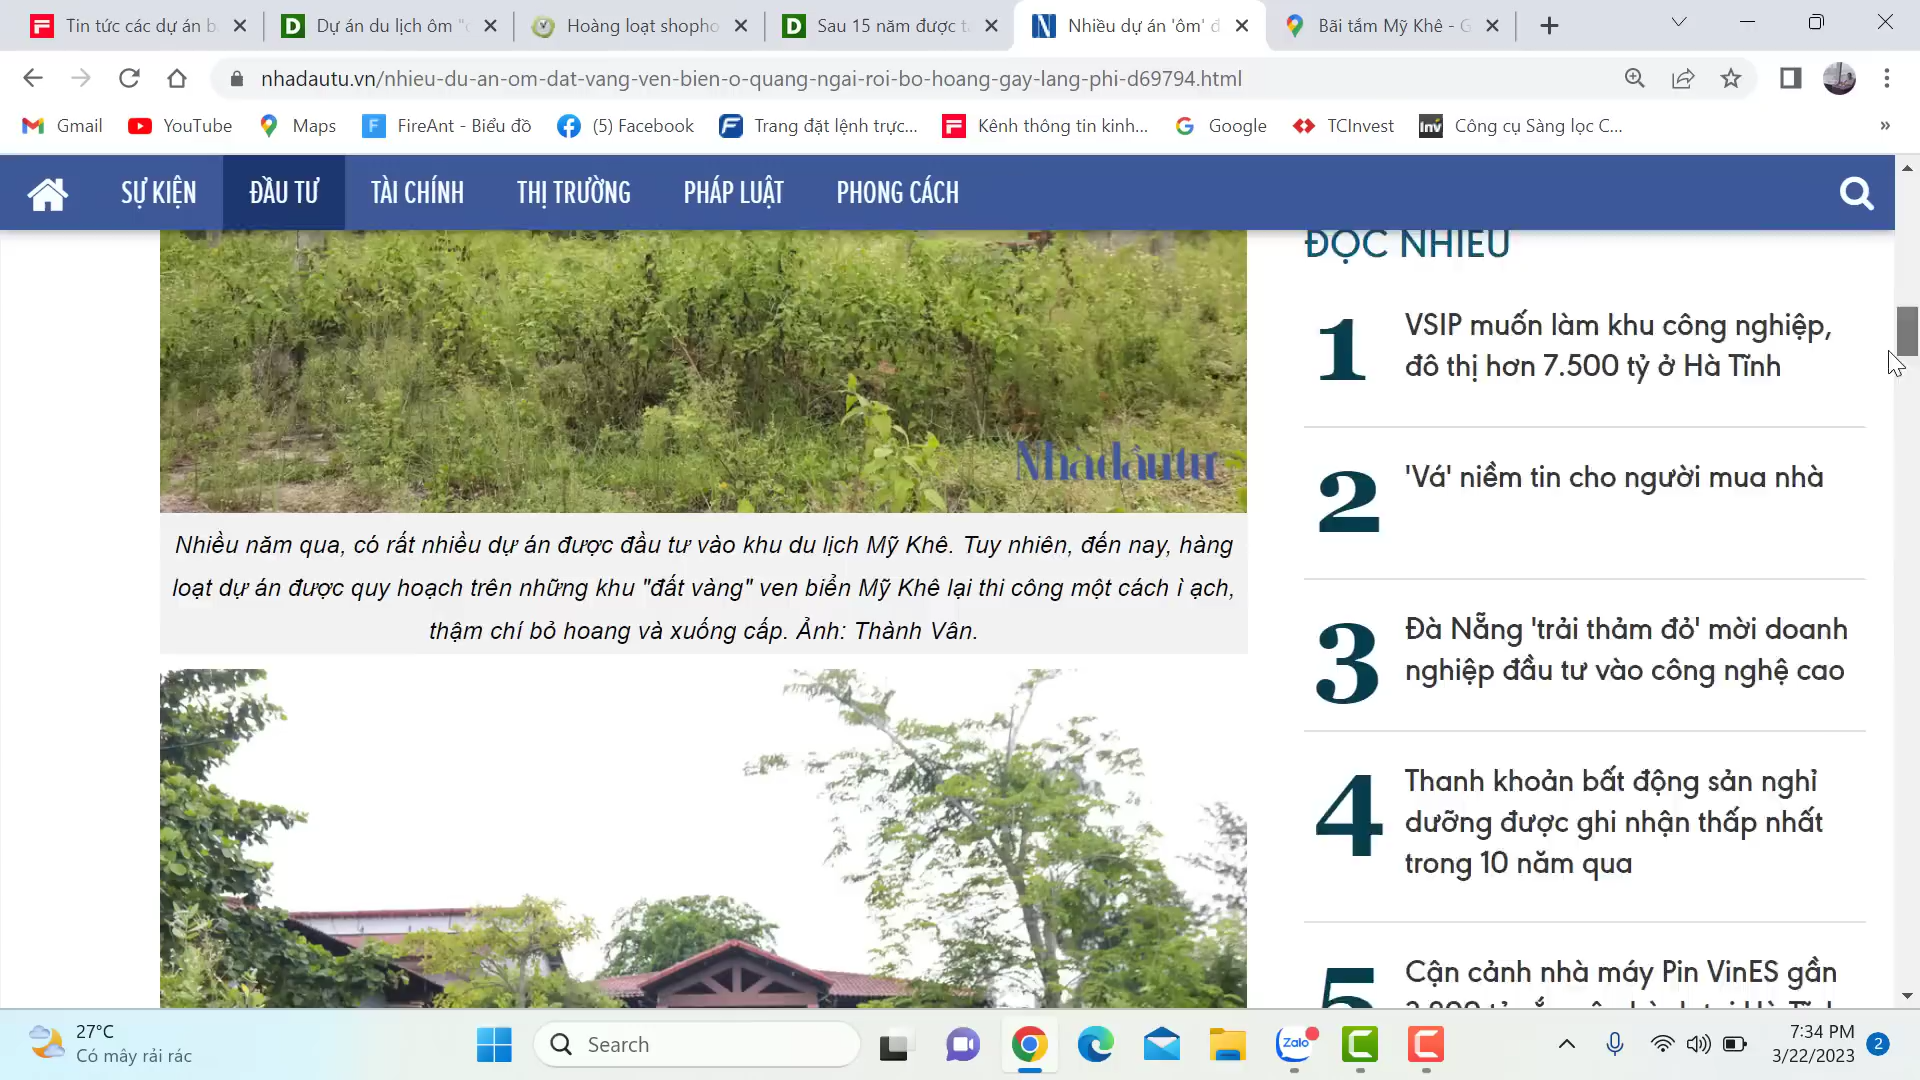 Tin tức các dự án b
Dự án du lịch ôm "
Hoàng loạt shopho
Sau 15 năm được t
Nhiều dự án 'ôm' đ
Bãi tắm Mỹ Khê - G
nhadautu.vn/nhieu-du-an-om-dat-vang-ven-bien-o-quang-ngai-roi-bo-hoang-gay-lang-phi-d69794.html
Gmail
YouTube
Maps
FireAnt - Biểu đồ
(5) Facebook
Trang đặt lệnh trực...
Kênh thông tin kinh...
Google
TCInvest
Công cụ Sàng lọc C...
SỰ KIỆN
ĐẦU TƯ
TÀI CHÍNH
THỊ TRƯỜNG
PHÁP LUẬT
PHONG CÁCH
Nhadautu
Nhiều năm qua, có rất nhiều dự án được đầu tư vào khu du lịch Mỹ Khê. Tuy nhiên, đến nay, hàng
loạt dự án được quy hoạch trên những khu "đất vàng" ven biển Mỹ Khê lại thi công một cách ì ạch,
thậm chí bỏ hoang và xuống cấp. Ảnh: Thành Vân.
ĐỌC NHIỀU
1
VSIP muốn làm khu công nghiệp,
đô thị hơn 7.500 tỷ ở Hà Tĩnh
2
'Vá' niềm tin cho người mua nhà
3
Đà Nẵng 'trải thảm đỏ' mời doanh
nghiệp đầu tư vào công nghệ cao
4
Thanh khoản bất động sản nghỉ
dưỡng được ghi nhận thấp nhất
trong 10 năm qua
5
Cận cảnh nhà máy Pin VinES gần
27°C
Có mây rải rác
Search
Zalo
7:34 PM
3/22/2023
2